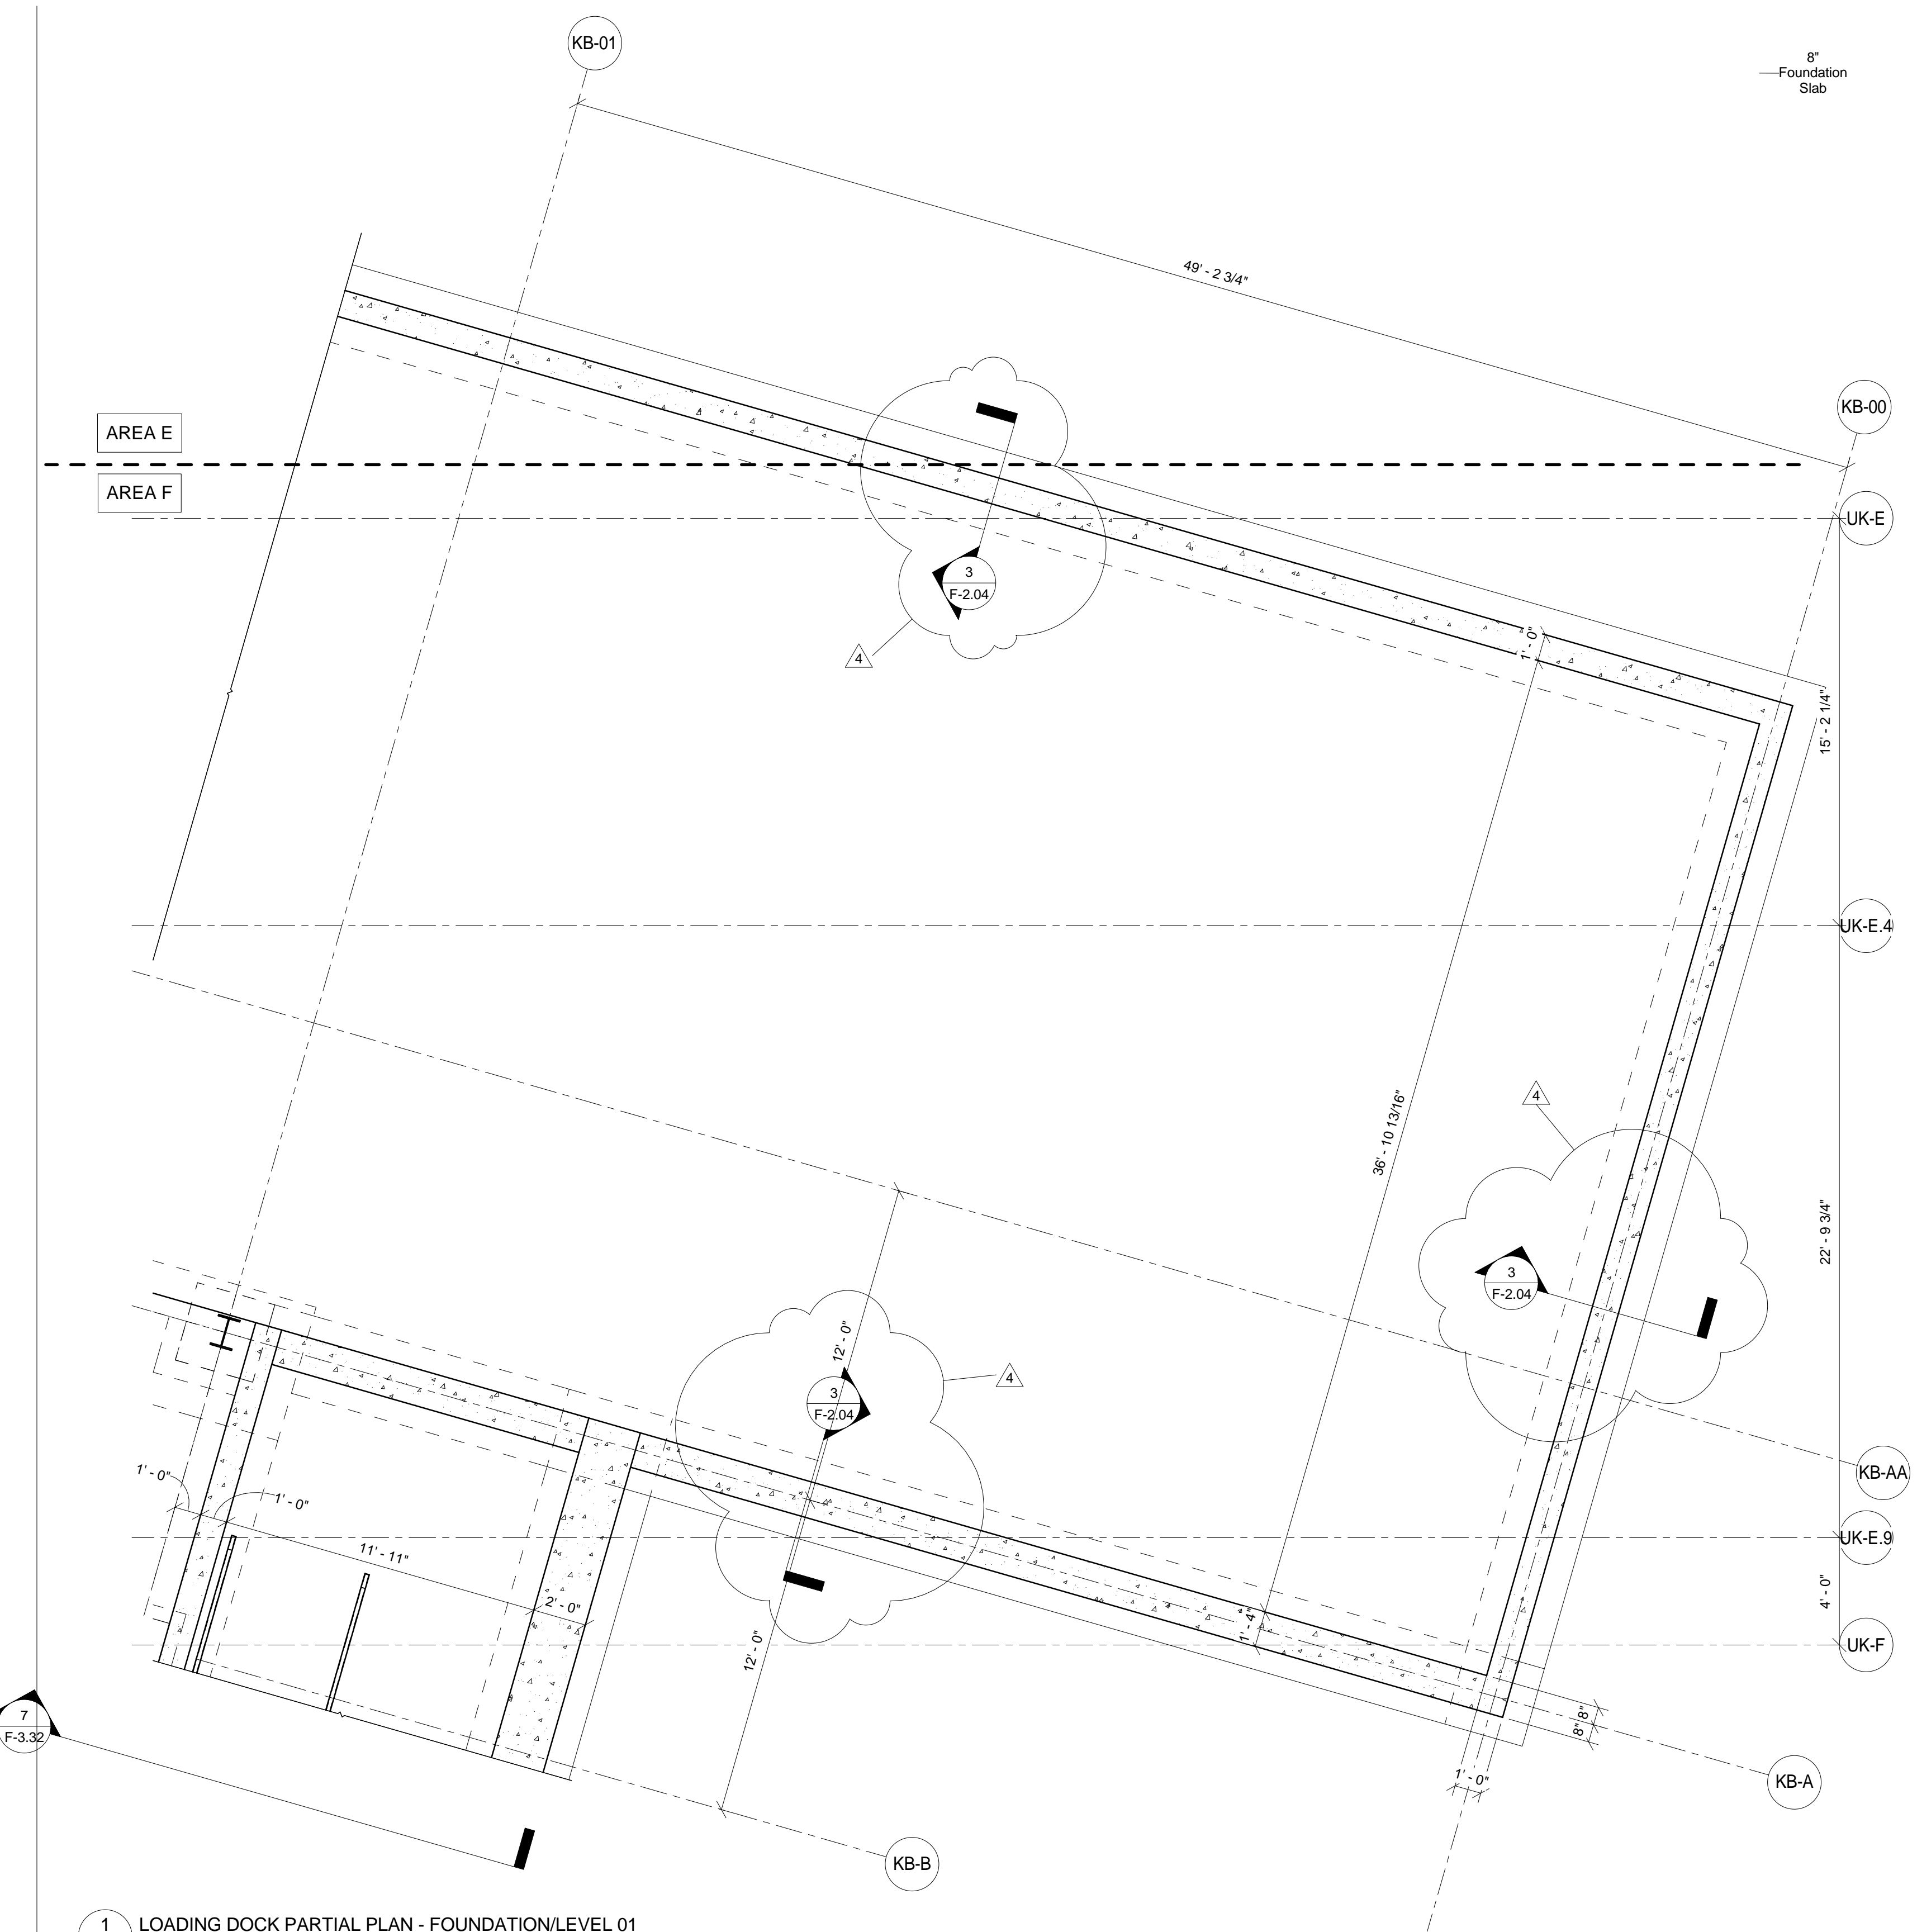 KB-01
8"
Foundation
Slab
49' - 2 3/4"
KB-00
AREA E
AREA F
UK-E
3
F-2.04
4
1' - 0"
15' - 2 1/4"
UK-E.4
36' - 10 13/16"
4
22' - 9 3/4"
3
F-2.04
12' - 0"
4
3
F-2.04
KB-AA
1' - 0"
1' - 0"
UK-E.9
11' - 11"
2' - 0"
4' - 0"
1' - 4"
12' - 0"
UK-F
7
F-3.32
8"
8"
1' - 0"
KB-A
KB-B
1
LOADING DOCK PARTIAL PLAN - FOUNDATION/LEVEL 01